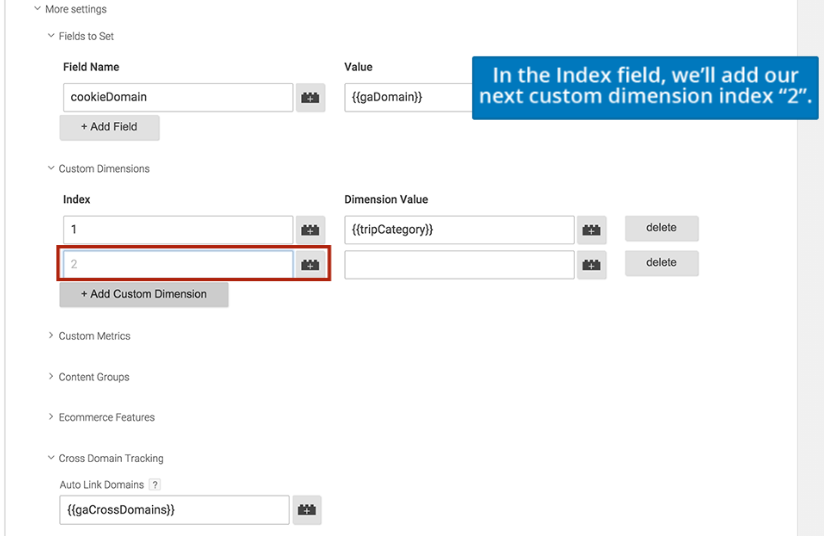 More settings
Fields to Set
Field Name Value
cookieDomain {{gaDomain}}
In the Index field, we'll add our
next custom dimension index “2”.
+ Add Field
Custom Dimensions
Index Dimension Value
1 {{tripCategory}} delete
2 delete
+ Add Custom Dimension
Custom Metrics
Content Groups
Ecommerce Features
Cross Domain Tracking
Auto Link Domains ?
{{gaCrossDomains}}